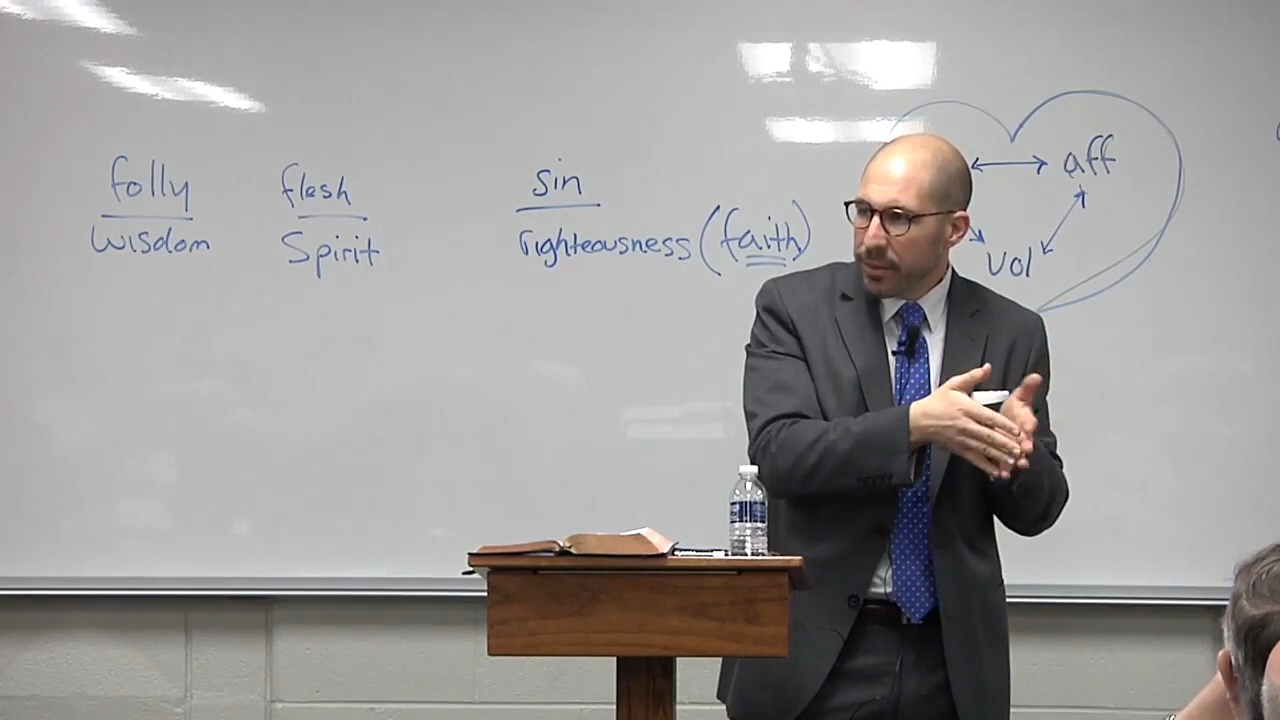 folly
wisdom
flesh
Spirit
sin
righteousness (faith)
aff
vol